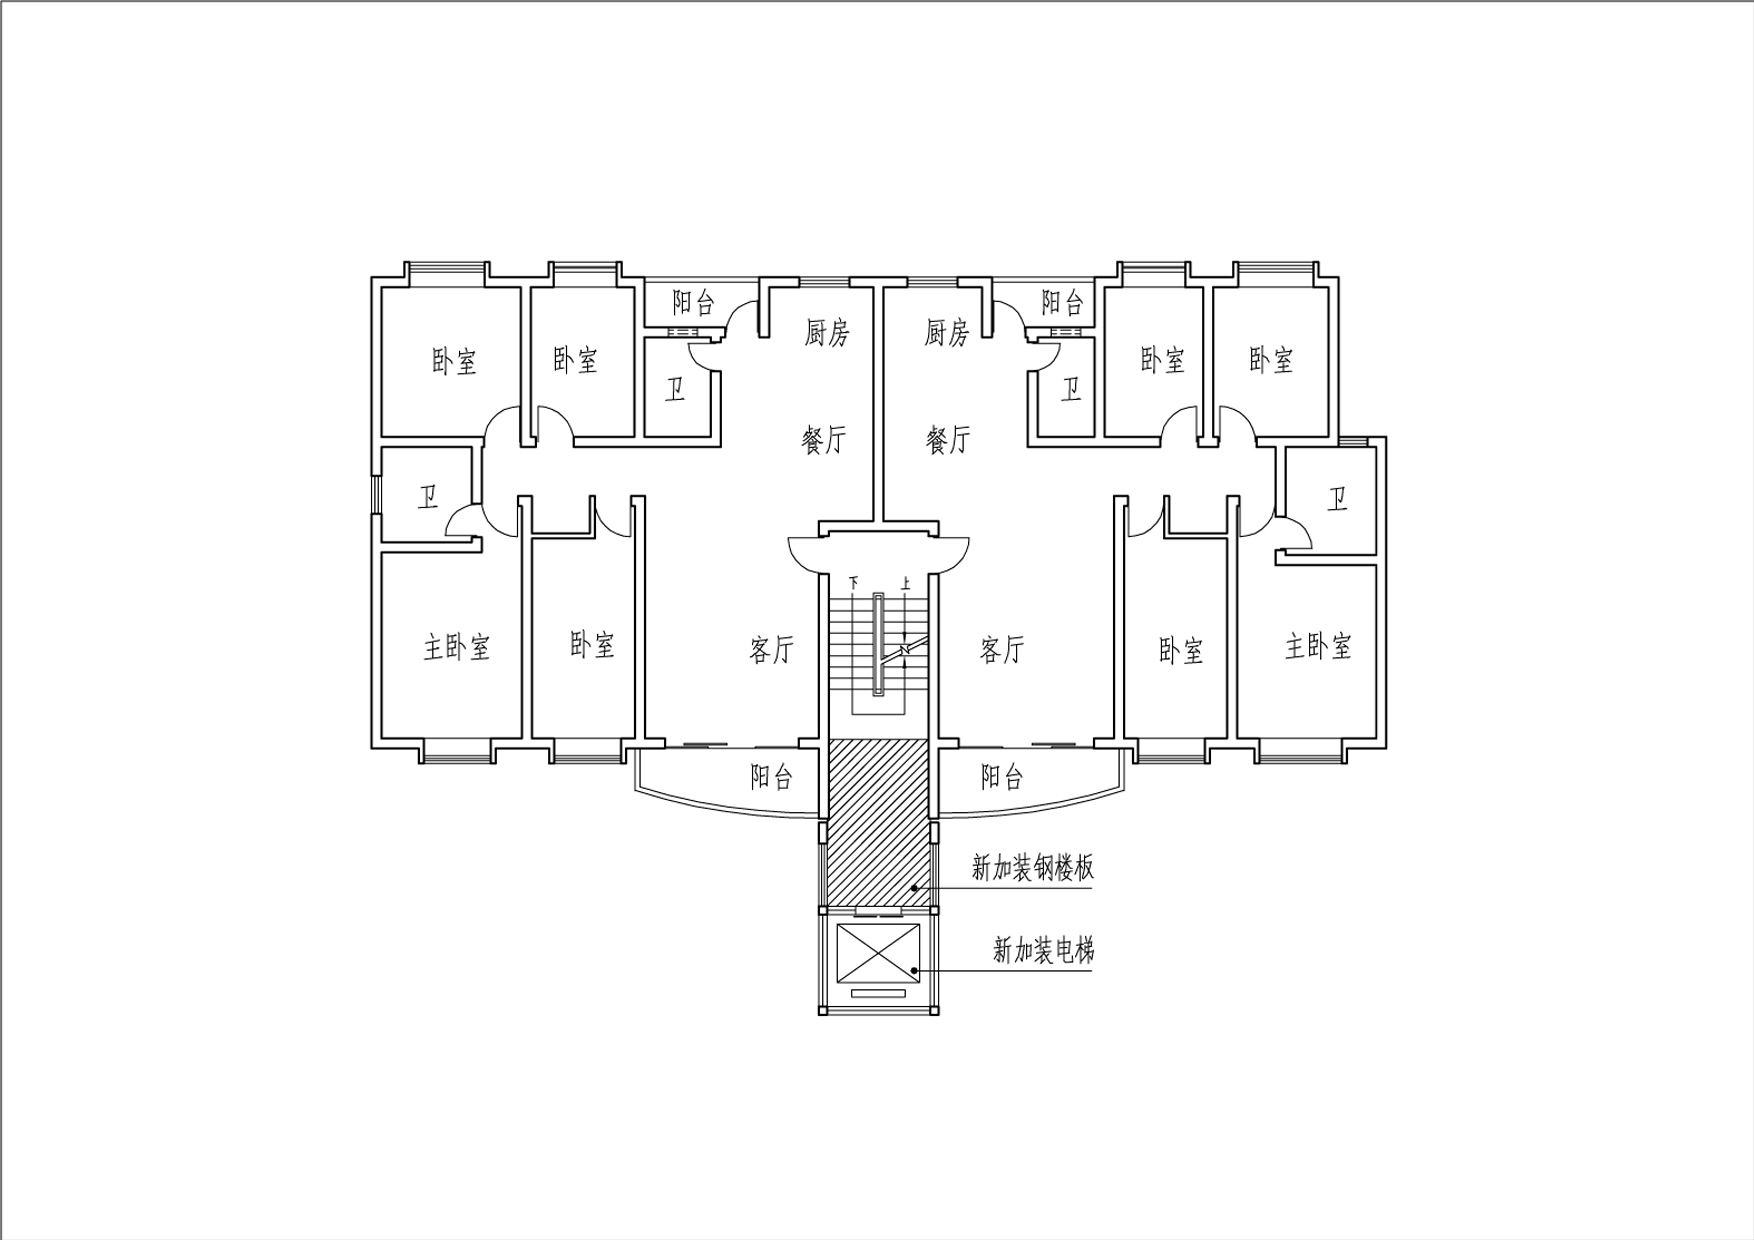 阳台
阳台
厨房
厨房
卧室
卧室
卧室
卧室
卫
卫
餐厅
餐厅
卫
卫
下
上
主卧室
卧室
客厅
客厅
卧室
主卧室
阳台
阳台
新加装钢楼板
新加装电梯